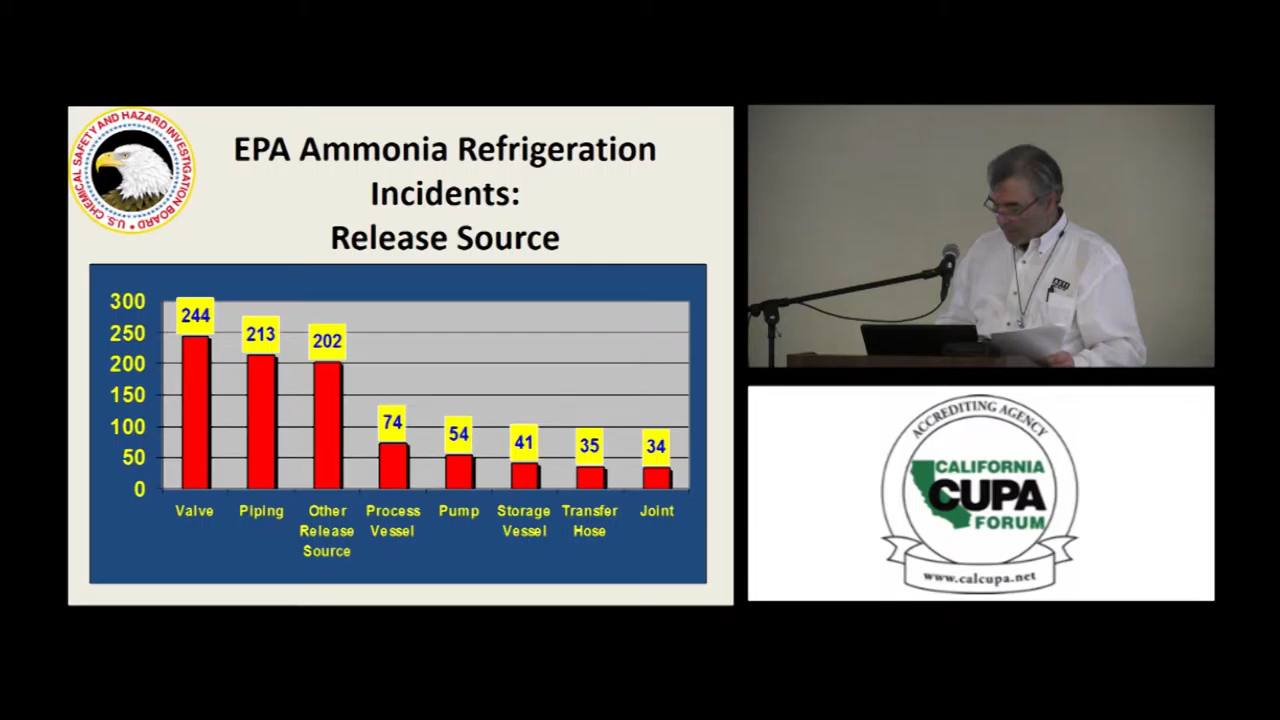 U.S. CHEMICAL SAFETY AND HAZARD INVESTIGATION BOARD
EPA Ammonia Refrigeration
Incidents:
Release Source
300
250
200
150
100
50
0
244
213
202
74
54
41
35
34
Valve
Piping
Other
Release
Source
Process
Vessel
Pump
Storage
Vessel
Transfer
Hose
Joint
ACCREDITING AGENCY
CALIFORNIA
CUPA
FORUM
www.calcupa.net